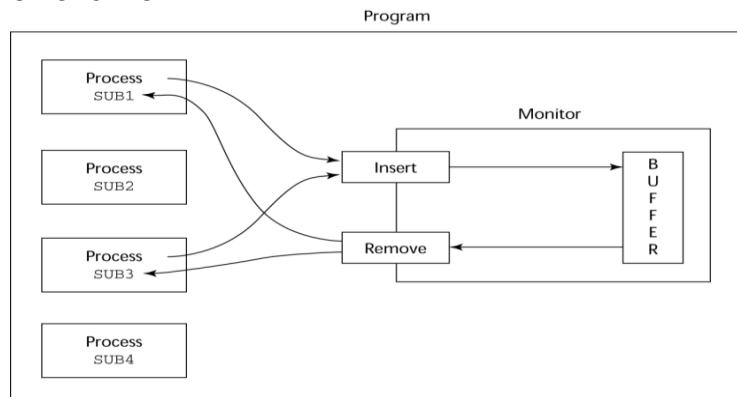 Program
Process
SUB1
Monitor
Process
SUB2
Insert
B
U
F
F
E
R
Process
SUB3
Remove
Process
SUB4